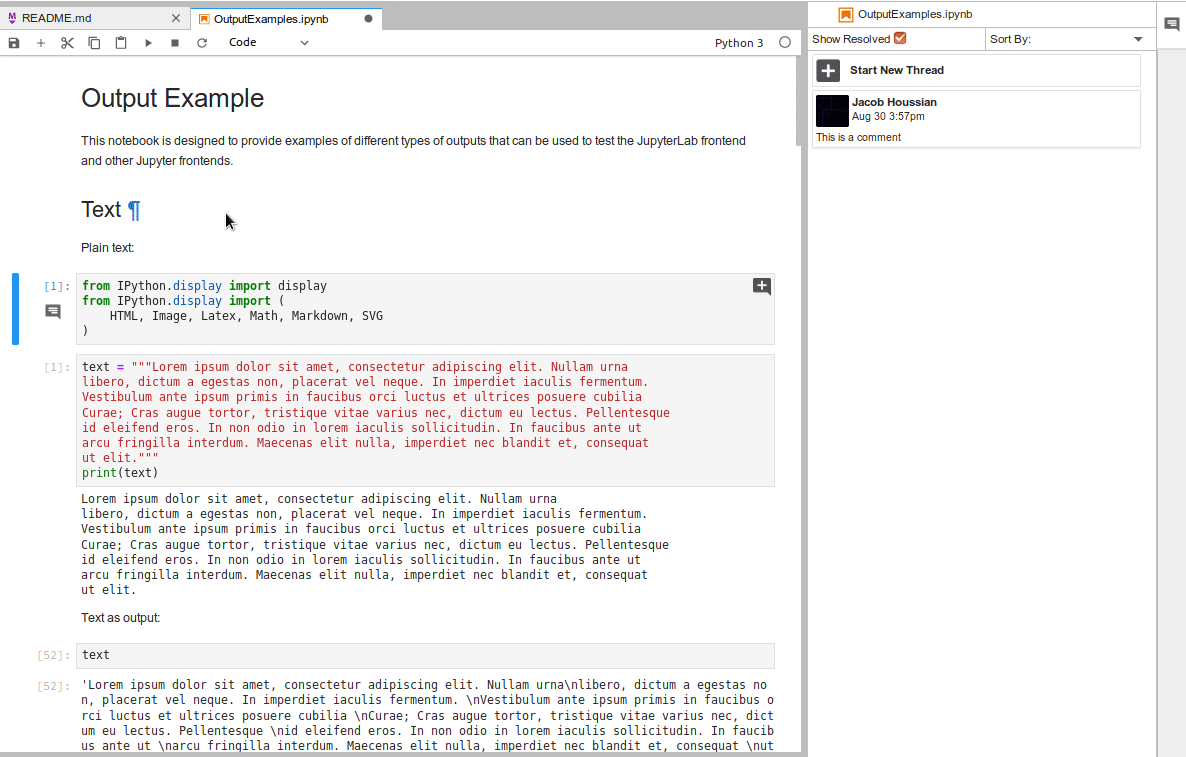 README.md
OutputExamples.ipynb
Code
Python 3
Output Example
This notebook is designed to provide examples of different types of outputs that can be used to test the JupyterLab frontend
and other Jupyter frontends.
Text ¶
Plain text:
[1]:
from IPython.display import display
from IPython.display import (
    HTML, Image, Latex, Math, Markdown, SVG
)
[1]:
text = """Lorem ipsum dolor sit amet, consectetur adipiscing elit. Nullam urna
libero, dictum a egestas non, placerat vel neque. In imperdiet iaculis fermentum.
Vestibulum ante ipsum primis in faucibus orci luctus et ultrices posuere cubilia
Curae; Cras augue tortor, tristique vitae varius nec, dictum eu lectus. Pellentesque
id eleifend eros. In non odio in lorem iaculis sollicitudin. In faucibus ante ut
arcu fringilla interdum. Maecenas elit nulla, imperdiet nec blandit et, consequat
ut elit."""
print(text)
Lorem ipsum dolor sit amet, consectetur adipiscing elit. Nullam urna
libero, dictum a egestas non, placerat vel neque. In imperdiet iaculis fermentum.
Vestibulum ante ipsum primis in faucibus orci luctus et ultrices posuere cubilia
Curae; Cras augue tortor, tristique vitae varius nec, dictum eu lectus. Pellentesque
id eleifend eros. In non odio in lorem iaculis sollicitudin. In faucibus ante ut
arcu fringilla interdum. Maecenas elit nulla, imperdiet nec blandit et, consequat
ut elit.
Text as output:
[52]:
text
[52]:
'Lorem ipsum dolor sit amet, consectetur adipiscing elit. Nullam urna\nlibero, dictum a egestas no
n, placerat vel neque. In imperdiet iaculis fermentum. \nVestibulum ante ipsum primis in faucibus o
rci luctus et ultrices posuere cubilia \nCurae; Cras augue tortor, tristique vitae varius nec, dict
um eu lectus. Pellentesque \nid eleifend eros. In non odio in lorem iaculis sollicitudin. In faucib
us ante ut \narcu fringilla interdum. Maecenas elit nulla, imperdiet nec blandit et, consequat \nut
OutputExamples.ipynb
Show Resolved
Sort By:
Start New Thread
Jacob Houssian
Aug 30 3:57pm
This is a comment